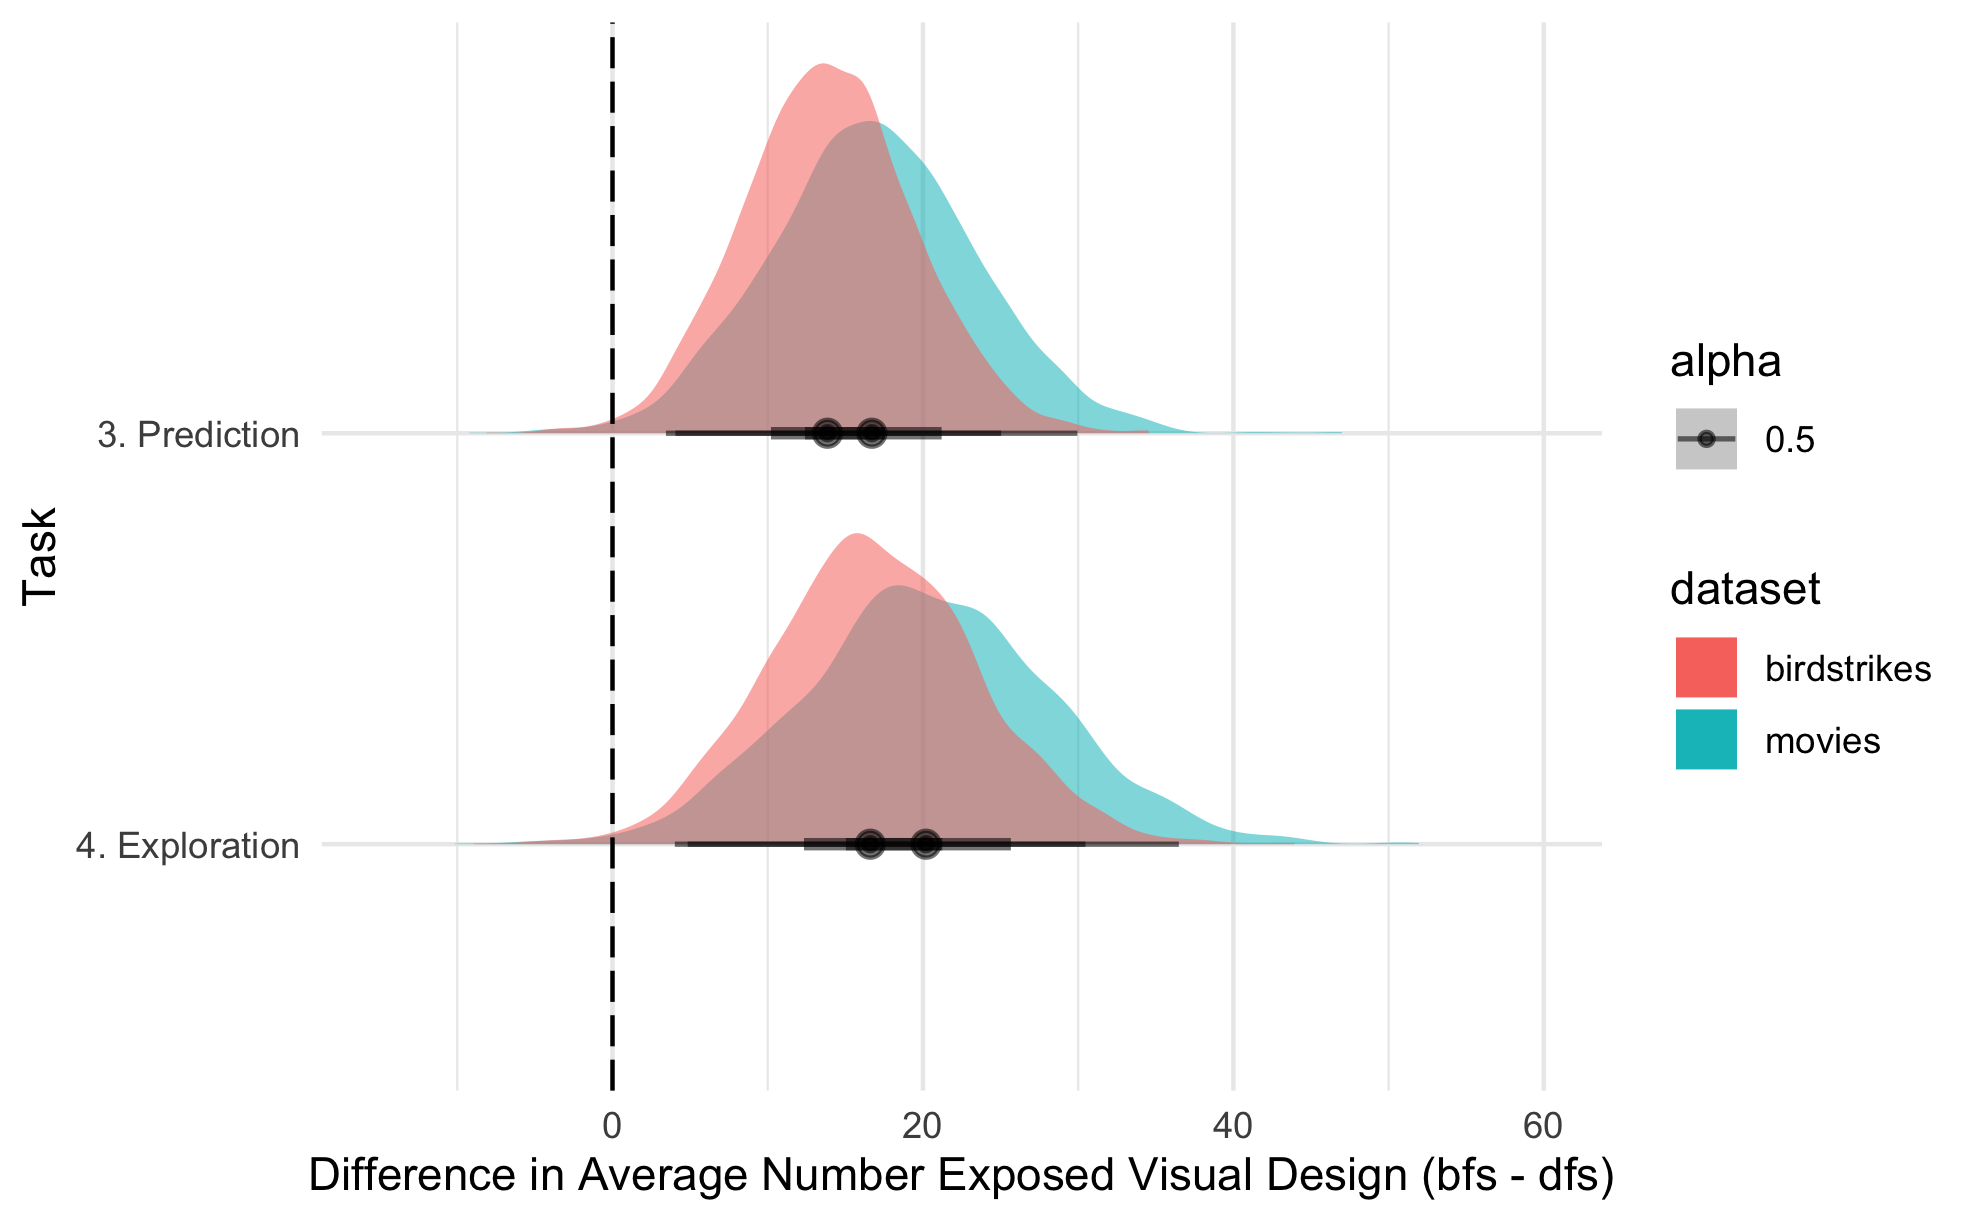 Task
3. Prediction
4. Exploration
0
20
40
60
Difference in Average Number Exposed Visual Design (bfs - dfs)
alpha
0.5
dataset
birdstrikes
movies